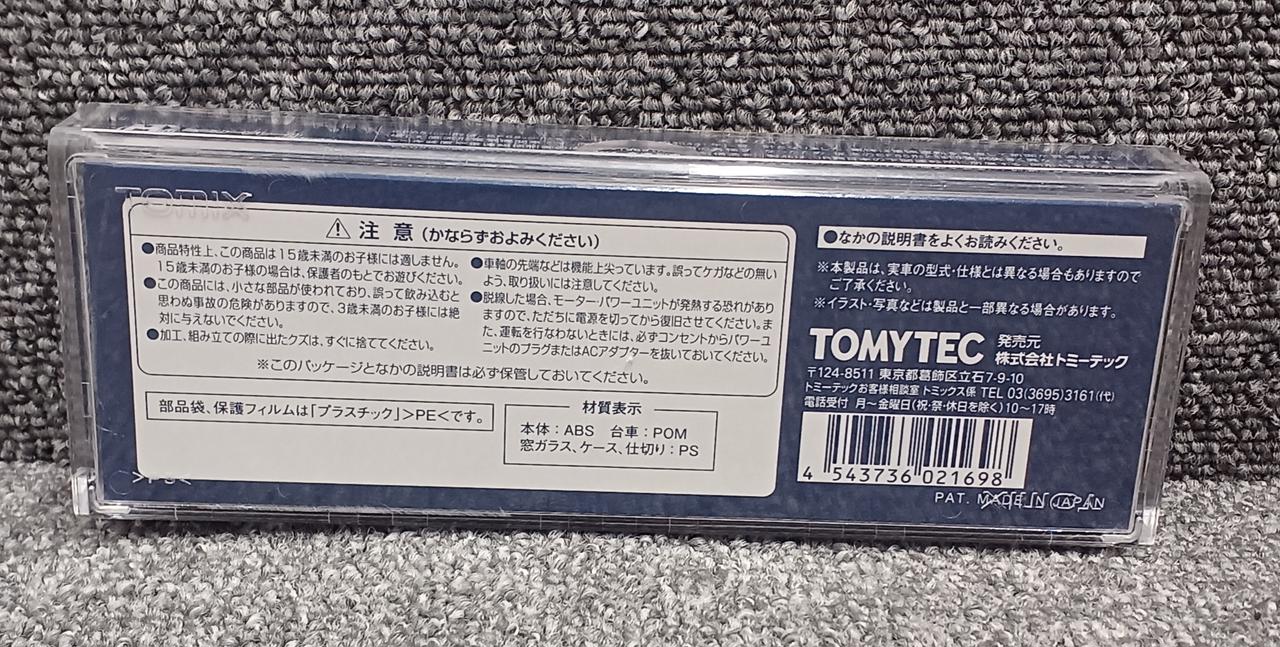 TOMIX
⚠ 注 意 (かならずおよみください)
●商品特性上、この商品は15歳未満のお子様には適しません。
15歳未満のお子様の場合は、保護者のもとでお遊びください。
●この商品には、小さな部品が使われており、誤って飲み込むと
思わぬ事故の危険がありますので、3歳未満のお子様には絶
対に与えないでください。
●加工、組み立ての際に出たクズは、すぐに捨ててください。
●車軸の先端などは機能上尖っています。誤ってケガなどの無い
よう、取り扱いには注意してください。
●脱線した場合、モーター・パワーユニットが発熱する恐れがあり
ますので、ただちに電源を切ってから復旧させてください。ま
た、運転を行なわないときには、必ずコンセントからパワーユ
ニットのプラグまたはACアダプターを抜いておいてください。
※このパッケージとなかの説明書は必ず保管しておいてください。
部品袋、保護フィルムは「プラスチック」>PE<です。
材質表示
本体：ABS 台車：POM
窓ガラス、ケース、仕切り：PS
>PS<
●なかの説明書をよくお読みください。
※本製品は、実車の型式・仕様とは異なる場合もありますので
ご了承ください。
※イラスト・写真などは製品と一部異なる場合があります。
TOMYTEC 発売元
株式会社トミーテック
〒124-8511 東京都葛飾区立石7-9-10
トミーテックお客様相談室 トミックス係 TEL 03(3695)3161(代)
電話受付 月～金曜日(祝・祭・休日を除く)10～17時
4 543736 021698
PAT. MADE IN JAPAN